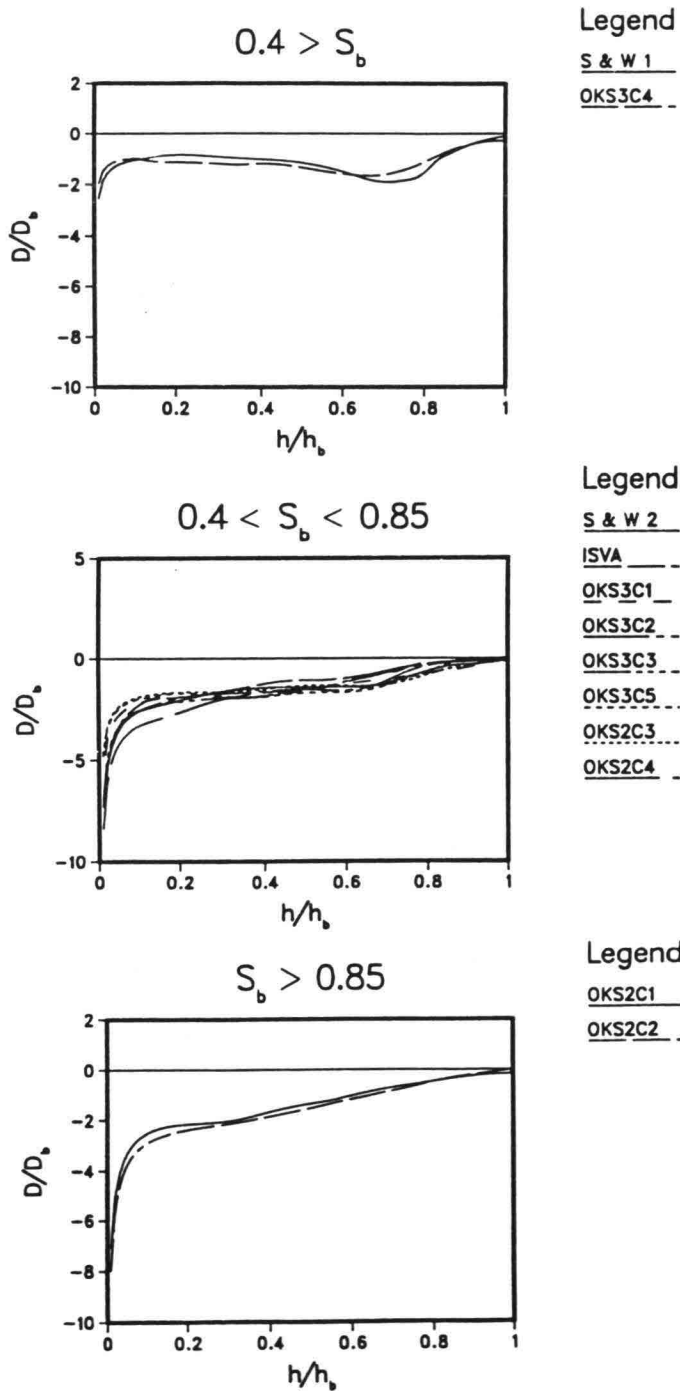 0.4 > S_b
Legend
S & W 1
OKS3C4
2
0
-2
-4
-6
-8
-10
D/D_b
0 0.2 0.4 0.6 0.8 1
h/h_b
0.4 < S_b < 0.85
Legend
S & W 2
ISVA
OKS3C1
OKS3C2
OKS3C3
OKS3C5
OKS2C3
OKS2C4
5
0
-5
-10
D/D_b
0 0.2 0.4 0.6 0.8 1
h/h_b
S_b > 0.85
Legend
OKS2C1
OKS2C2
2
0
-2
-4
-6
-8
-10
D/D_b
0 0.2 0.4 0.6 0.8 1
h/h_b